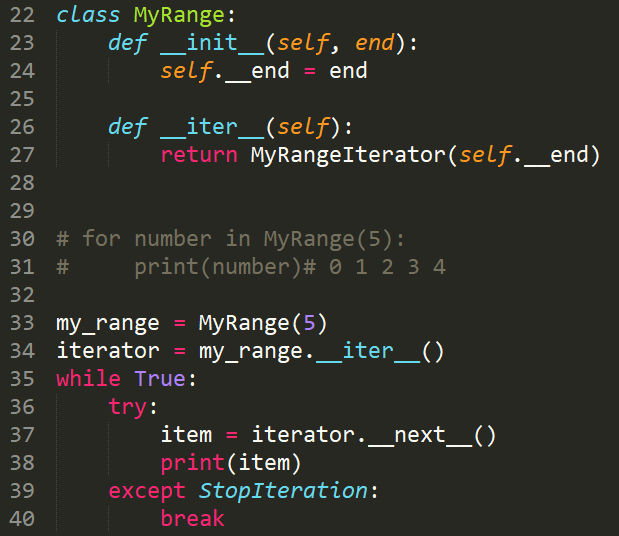 22 class MyRange:
23     def __init__(self, end):
24         self.__end = end
25
26     def __iter__(self):
27         return MyRangeIterator(self.__end)
28
29
30 # for number in MyRange(5):
31 #     print(number)# 0 1 2 3 4
32
33 my_range = MyRange(5)
34 iterator = my_range.__iter__()
35 while True:
36     try:
37         item = iterator.__next__()
38         print(item)
39     except StopIteration:
40         break